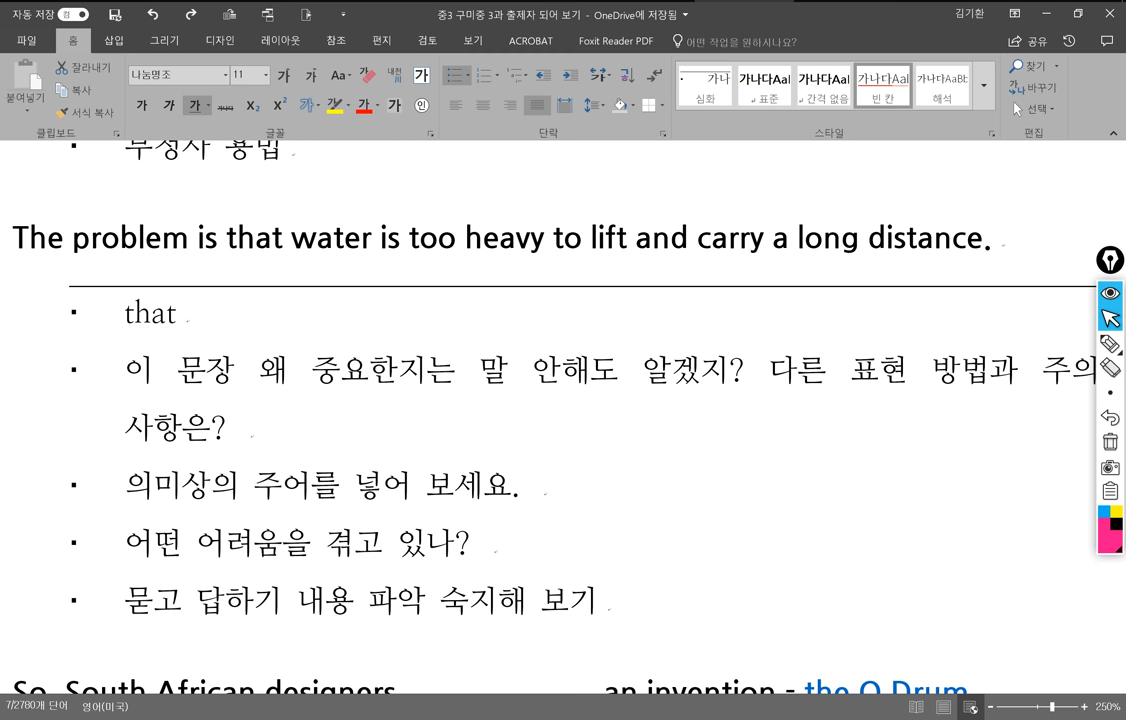 자동 저장 컴 중3 구미중 3과 출제자 되어 보기 - OneDrive에 저장됨 김기환
파일 홈 삽입 그리기 디자인 레이아웃 참조 편지 검토 보기 ACROBAT Foxit Reader PDF 어떤 작업을 원하시나요? 공유
붙여넣기 잘라내기 복사 서식 복사 나눔명조 11 가나 가나다AaI 가나다AaI 가나다AaI 가나다AaBb 찾기 바꾸기 선택
심화 표준 간격 없음 빈 칸 해석
클립보드 글꼴 단락 스타일 편집
부정사 용법
The problem is that water is too heavy to lift and carry a long distance.
that
이 문장 왜 중요한지는 말 안해도 알겠지? 다른 표현 방법과 주의
사항은?
의미상의 주어를 넣어 보세요.
어떤 어려움을 겪고 있나?
묻고 답하기 내용 파악 숙지해 보기
So, South African designers an invention - the Q Drum
7/2780개 단어 영어(미국) 250%